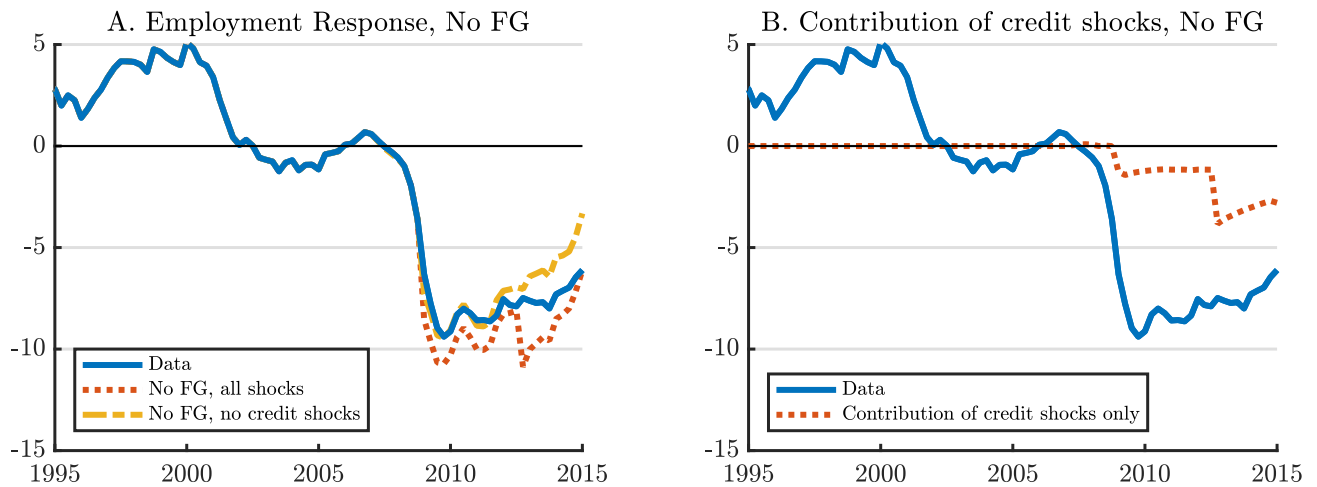 A. Employment Response, No FG
5
0
-5
-10
-15
Data
No FG, all shocks
No FG, no credit shocks
1995
2000
2005
2010
2015
B. Contribution of credit shocks, No FG
5
0
-5
-10
-15
Data
Contribution of credit shocks only
1995
2000
2005
2010
2015